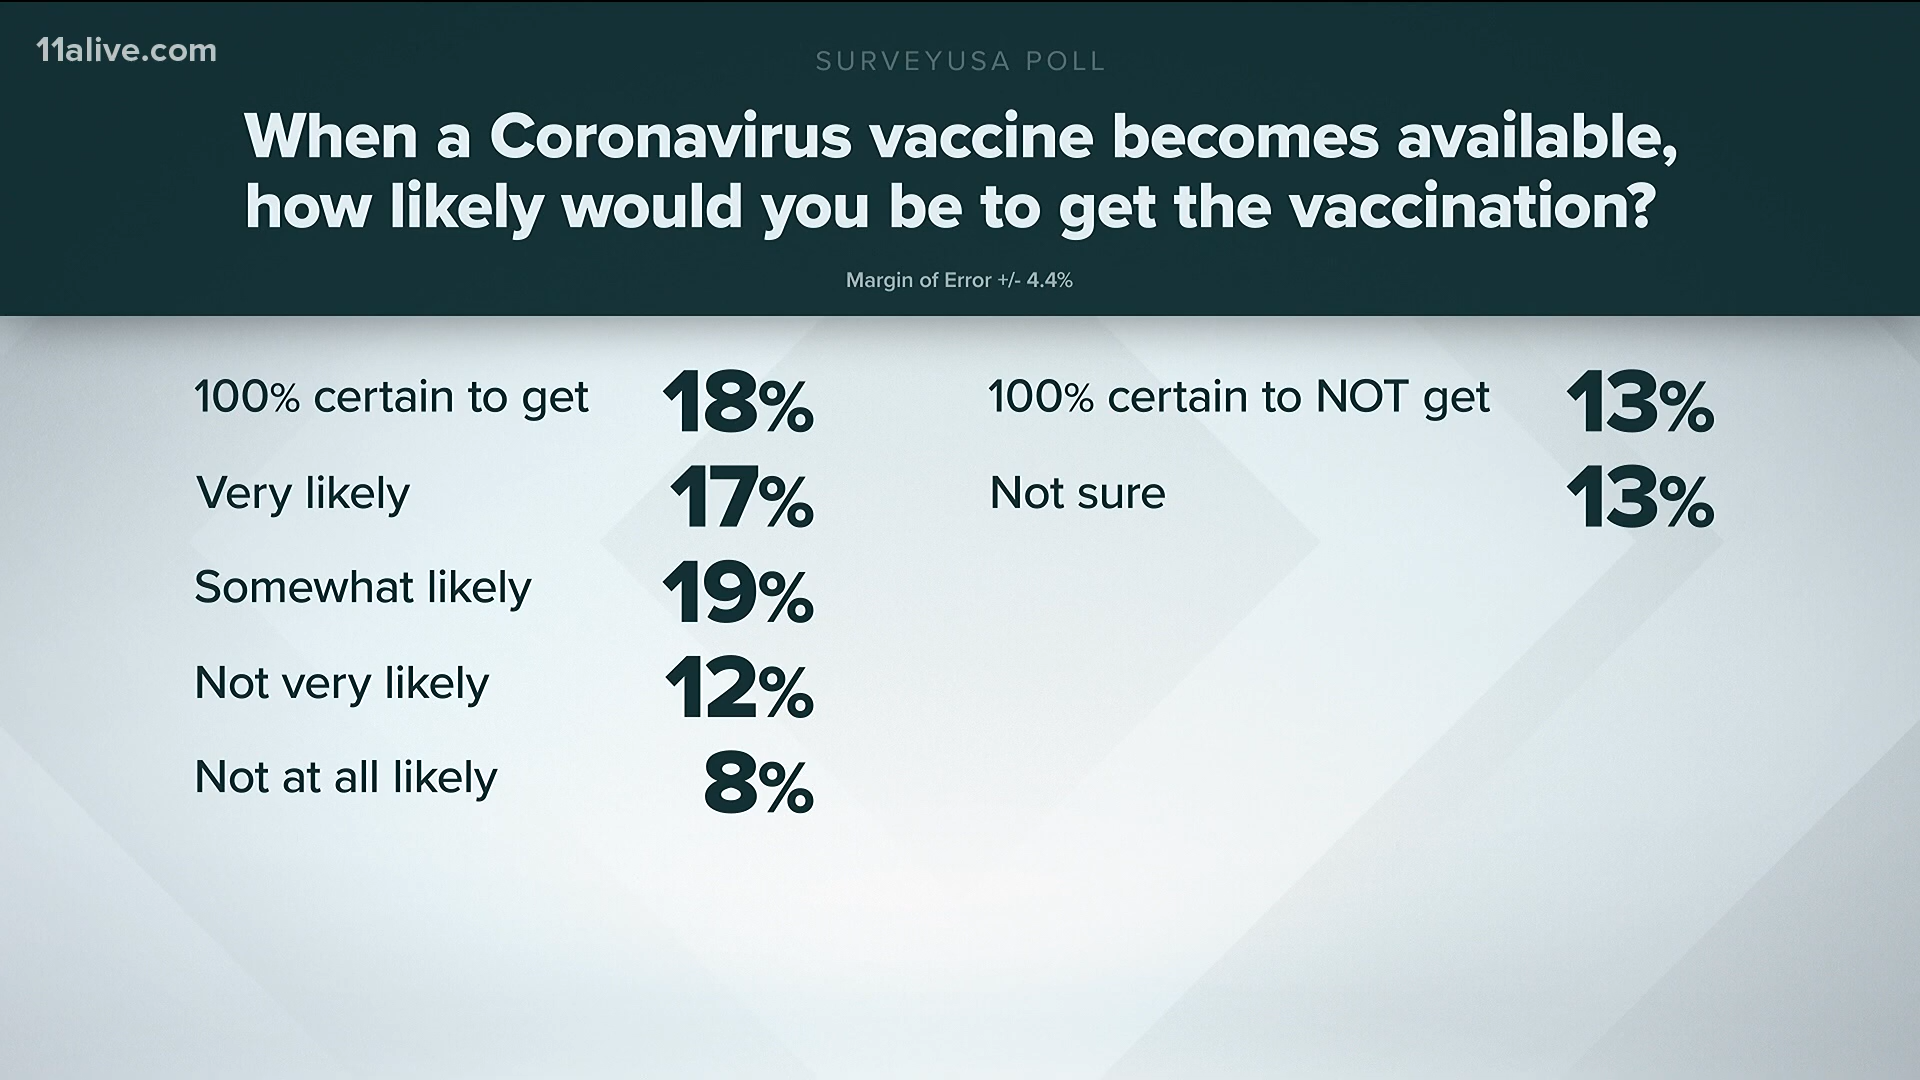 11alive.com
SURVEYUSA POLL
When a Coronavirus vaccine becomes available,
how likely would you be to get the vaccination?
Margin of Error +/- 4.4%
100% certain to get 18%
Very likely 17%
Somewhat likely 19%
Not very likely 12%
Not at all likely 8%
100% certain to NOT get 13%
Not sure 13%